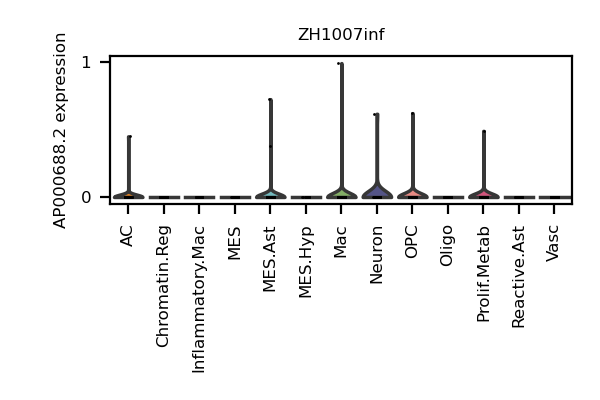 ZH1007inf
AP000688.2 expression
1
0
AC
Chromatin.Reg
Inflammatory.Mac
MES
MES.Ast
MES.Hyp
Mac
Neuron
OPC
Oligo
Prolif.Metab
Reactive.Ast
Vasc